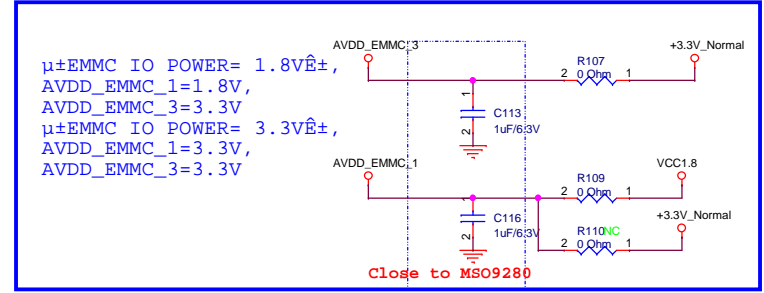 µ±EMMC IO POWER= 1.8VÊ±,
AVDD_EMMC_1=1.8V,
AVDD_EMMC_3=3.3V
µ±EMMC IO POWER= 3.3VÊ±,
AVDD_EMMC_1=3.3V,
AVDD_EMMC_3=3.3V
AVDD_EMMC_3
+3.3V_Normal
R107
2 0 Ohm 1
1
C113
2 1uF/6.3V
AVDD_EMMC_1
VCC1.8
R109
2 0 Ohm 1
1
C116
2 1uF/6.3V
+3.3V_Normal
R110 NC
2 0 Ohm 1
Close to MSO9280